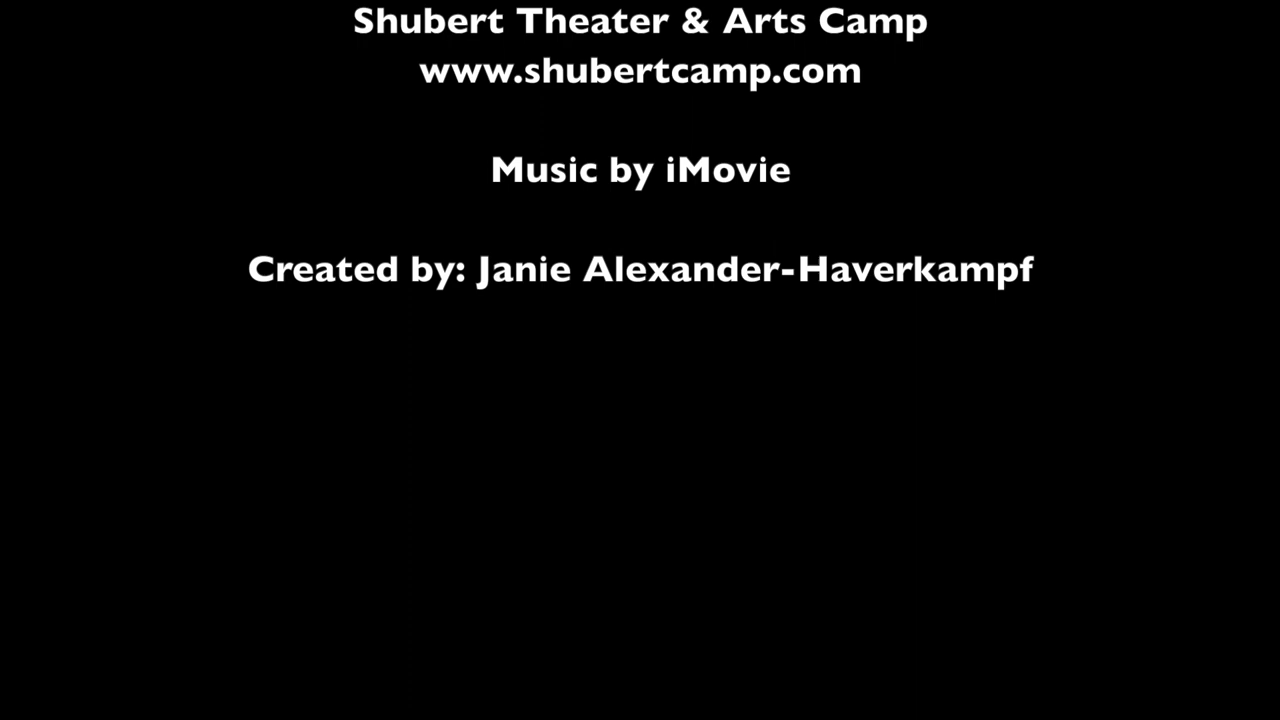 Shubert Theater & Arts Camp
www.shubertcamp.com
Music by iMovie
Created by: Janie Alexander-Haverkampf